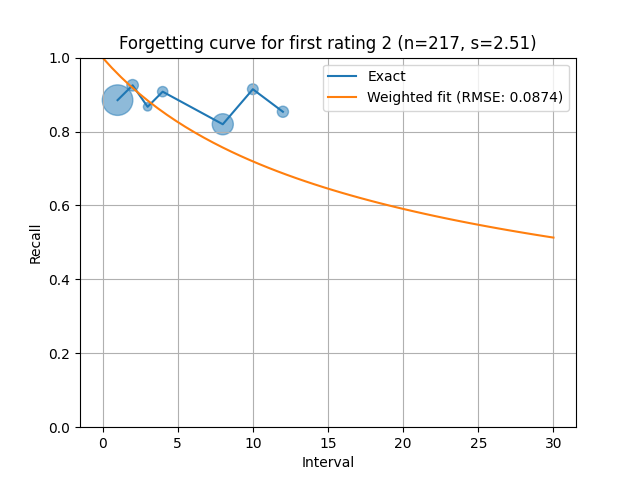 Forgetting curve for first rating 2 (n=217, s=2.51)
Exact
Weighted fit (RMSE: 0.0874)
1.0
0.8
0.6
0.4
0.2
0.0
Recall
0 5 10 15 20 25 30
Interval